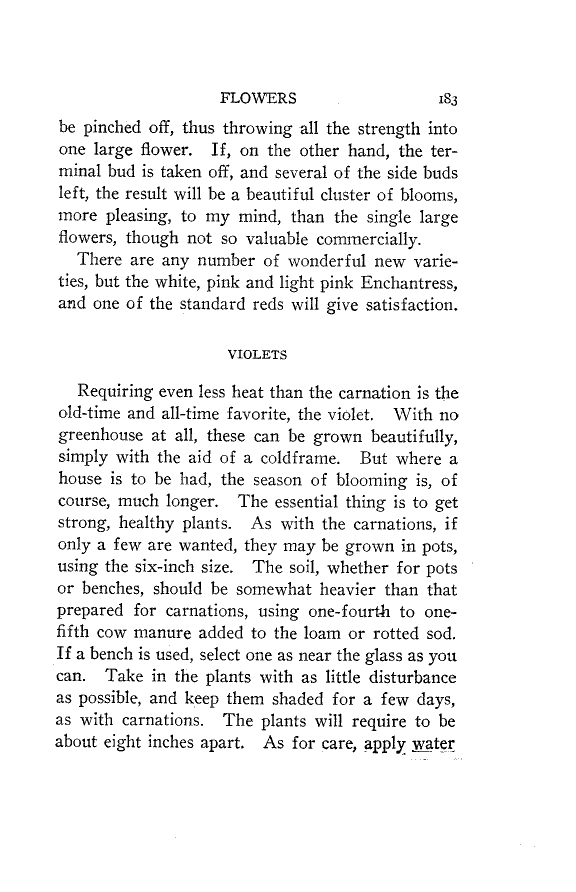 FLOWERS 183
be pinched off, thus throwing all the strength into
one large flower. If, on the other hand, the ter-
minal bud is taken off, and several of the side buds
left, the result will be a beautiful cluster of blooms,
more pleasing, to my mind, than the single large
flowers, though not so valuable commercially.
There are any number of wonderful new varie-
ties, but the white, pink and light pink Enchantress,
and one of the standard reds will give satisfaction.
VIOLETS
Requiring even less heat than the carnation is the
old-time and all-time favorite, the violet. With no
greenhouse at all, these can be grown beautifully,
simply with the aid of a coldframe. But where a
house is to be had, the season of blooming is, of
course, much longer. The essential thing is to get
strong, healthy plants. As with the carnations, if
only a few are wanted, they may be grown in pots,
using the six-inch size. The soil, whether for pots
or benches, should be somewhat heavier than that
prepared for carnations, using one-fourth to one-
fifth cow manure added to the loam or rotted sod.
If a bench is used, select one as near the glass as you
can. Take in the plants with as little disturbance
as possible, and keep them shaded for a few days,
as with carnations. The plants will require to be
about eight inches apart. As for care, apply water